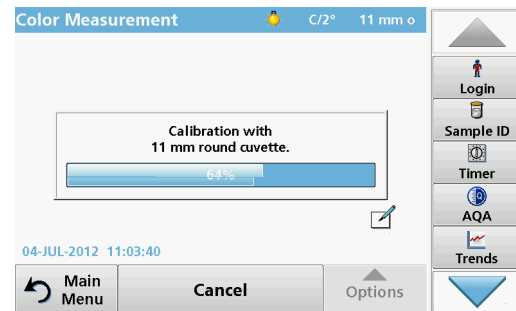 Color Measurement C/2° 11 mm o
Login
Sample ID
Timer
AQA
Trends
Calibration with
11 mm round cuvette.
64%
04-JUL-2012 11:03:40
Main
Menu
Cancel
Options